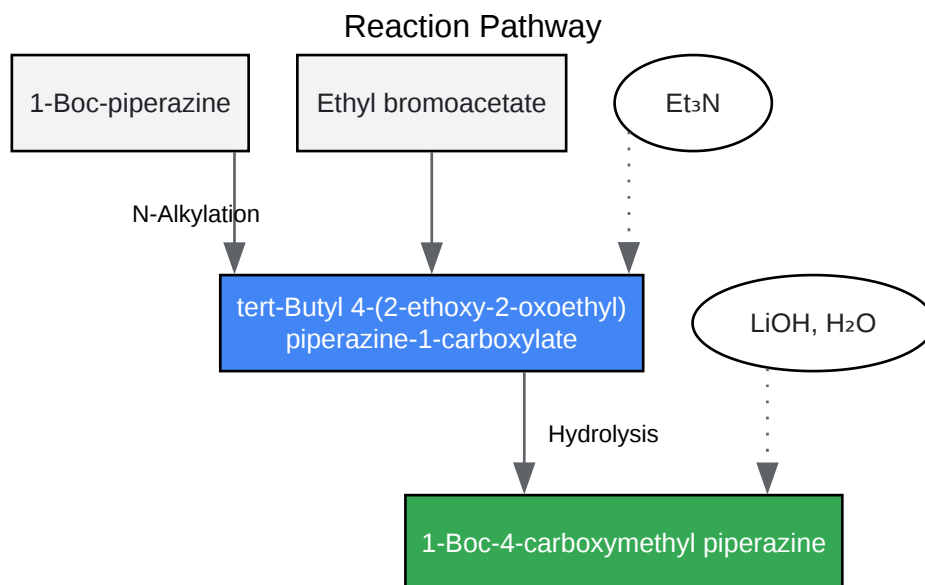 Reaction Pathway
1-Boc-piperazine
Ethyl bromoacetate
Et₃N
N-Alkylation
tert-Butyl 4-(2-ethoxy-2-oxoethyl)
piperazine-1-carboxylate
LiOH, H₂O
Hydrolysis
1-Boc-4-carboxymethyl piperazine